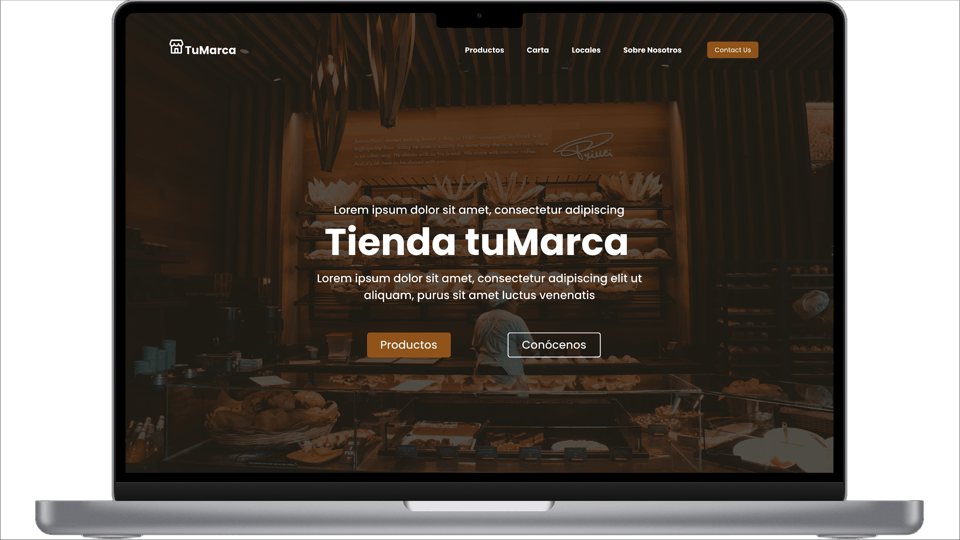 TuMarca
Productos Carta Locales Sobre Nosotros Contact Us
Princi
Lorem ipsum dolor sit amet, consectetur adipiscing
Tienda tuMarca
Lorem ipsum dolor sit amet, consectetur adipiscing elit ut
aliquam, purus sit amet luctus venenatis
Productos Conócenos